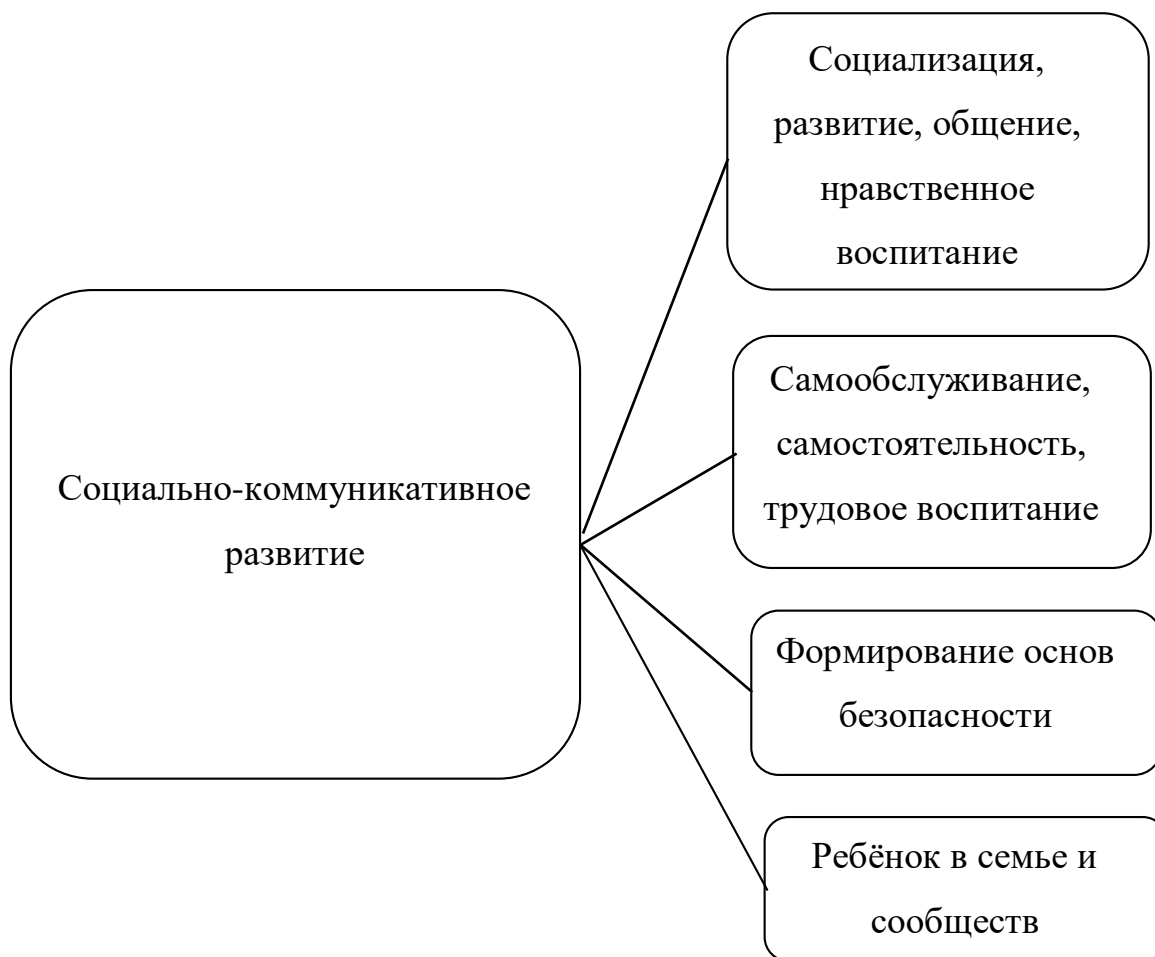 Социализация,
развитие, общение,
нравственное
воспитание
Самообслуживание,
самостоятельность,
трудовое воспитание
Социально-коммуникативное
развитие
Формирование основ
безопасности
Ребёнок в семье и
сообществ